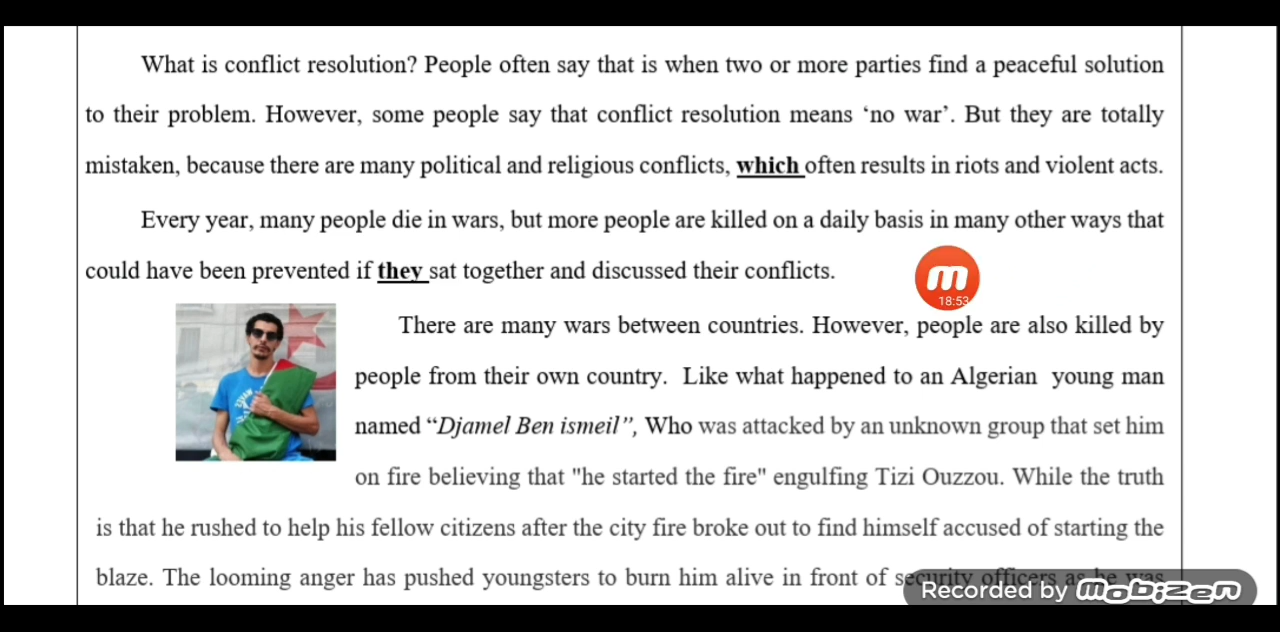 What is conflict resolution? People often say that is when two or more parties find a peaceful solution
to their problem. However, some people say that conflict resolution means ‘no war’. But they are totally
mistaken, because there are many political and religious conflicts, which often results in riots and violent acts.
Every year, many people die in wars, but more people are killed on a daily basis in many other ways that
could have been prevented if they sat together and discussed their conflicts.
m
18:53
There are many wars between countries. However, people are also killed by
people from their own country. Like what happened to an Algerian young man
named “Djamel Ben ismeil”, Who was attacked by an unknown group that set him
on fire believing that "he started the fire" engulfing Tizi Ouzzou. While the truth
is that he rushed to help his fellow citizens after the city fire broke out to find himself accused of starting the
blaze. The looming anger has pushed youngsters to burn him alive in front of security officers as he was
Recorded by mobizen